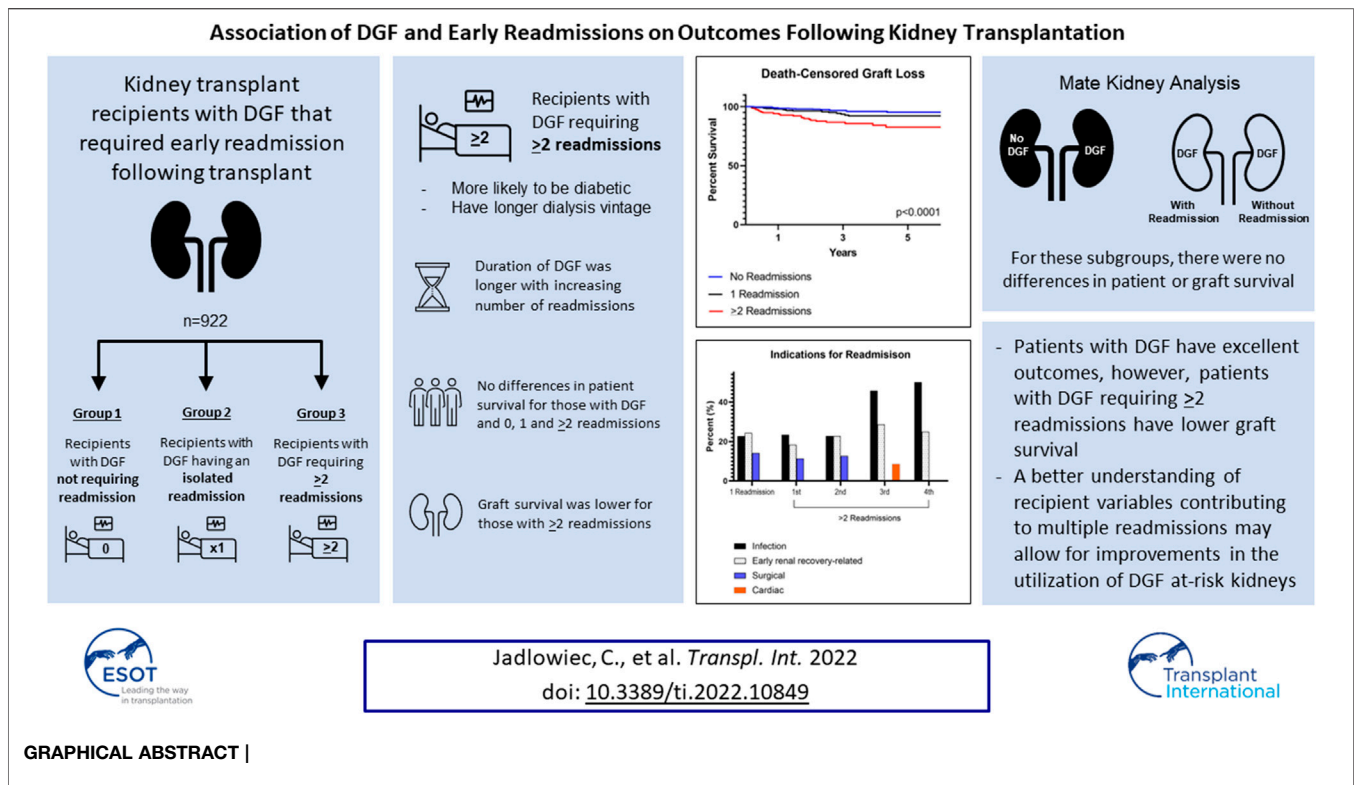 Association of DGF and Early Readmissions on Outcomes Following Kidney Transplantation
Kidney transplant
recipients with DGF that
required early readmission
following transplant
n=922
Group 1
Recipients
with DGF
not requiring
readmission
0
Group 2
Recipients with
DGF having an
isolated
readmission
x1
Group 3
Recipients with
DGF requiring
≥2
readmissions
≥2
≥2
Recipients with
DGF requiring
≥2 readmissions
- More likely to be diabetic
- Have longer dialysis vintage
Duration of DGF was
longer with increasing
number of readmissions
No differences in patient
survival for those with DGF
and 0, 1 and ≥2 readmissions
Graft survival was lower for
those with ≥2 readmissions
Death-Censored Graft Loss
Percent Survival
100
50
0
p<0.0001
1 3 5
Years
No Readmissions
1 Readmission
≥2 Readmissions
Indications for Readmisison
Percent (%)
40
20
0
1 Readmission 1st 2nd 3rd 4th
>2 Readmissions
Infection
Early renal recovery-related
Surgical
Cardiac
Mate Kidney Analysis
No
DGF
DGF
DGF
DGF
With
Readmission
Without
Readmission
For these subgroups, there were no
differences in patient or graft survival
- Patients with DGF have excellent
outcomes, however, patients
with DGF requiring ≥2
readmissions have lower graft
survival
- A better understanding of
recipient variables contributing
to multiple readmissions may
allow for improvements in the
utilization of DGF at-risk kidneys
ESOT
Leading the way
in transplantation
Jadlowiec, C., et al. Transpl. Int. 2022
doi: 10.3389/ti.2022.10849
Transplant
International
GRAPHICAL ABSTRACT |